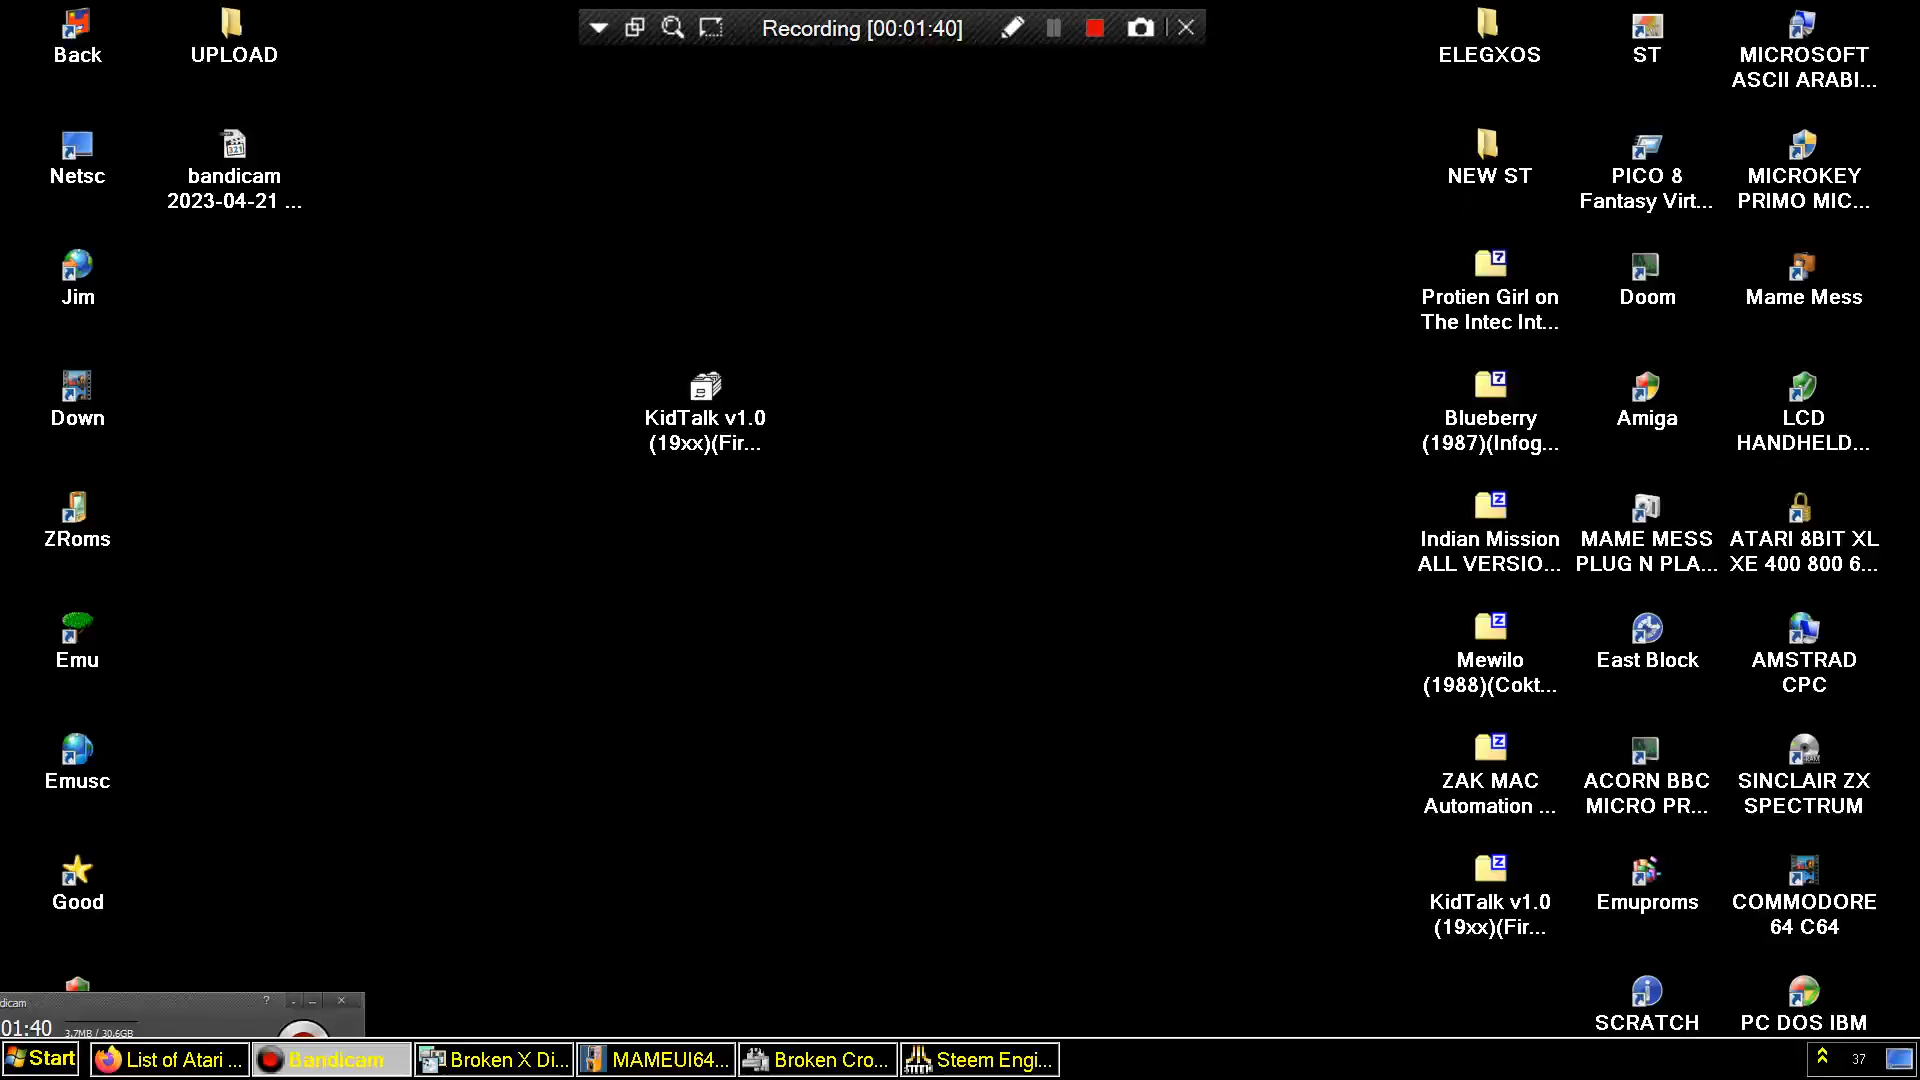 Recording [00:01:40]
Back
UPLOAD
Netsc
bandicam
2023-04-21 ...
Jim
Down
ZRoms
Emu
Emusc
Good
KidTalk v1.0
(19xx)(Fir...
ELEGXOS
ST
MICROSOFT
ASCII ARABI...
NEW ST
PICO 8
Fantasy Virt...
MICROKEY
PRIMO MIC...
Protien Girl on
The Intec Int...
Doom
Mame Mess
Blueberry
(1987)(Infog...
Amiga
LCD
HANDHELD...
Indian Mission
ALL VERSIO...
MAME MESS
PLUG N PLA...
ATARI 8BIT XL
XE 400 800 6...
Mewilo
(1988)(Cokt...
East Block
AMSTRAD
CPC
ZAK MAC
Automation ...
ACORN BBC
MICRO PR...
SINCLAIR ZX
SPECTRUM
KidTalk v1.0
(19xx)(Fir...
Emuproms
COMMODORE
64 C64
SCRATCH
PC DOS IBM
dicam
01:40
3.7MB / 30.6GB
Start
List of Atari ...
Bandicam
Broken X Di...
MAMEUI64...
Broken Cro...
Steem Engi...
37